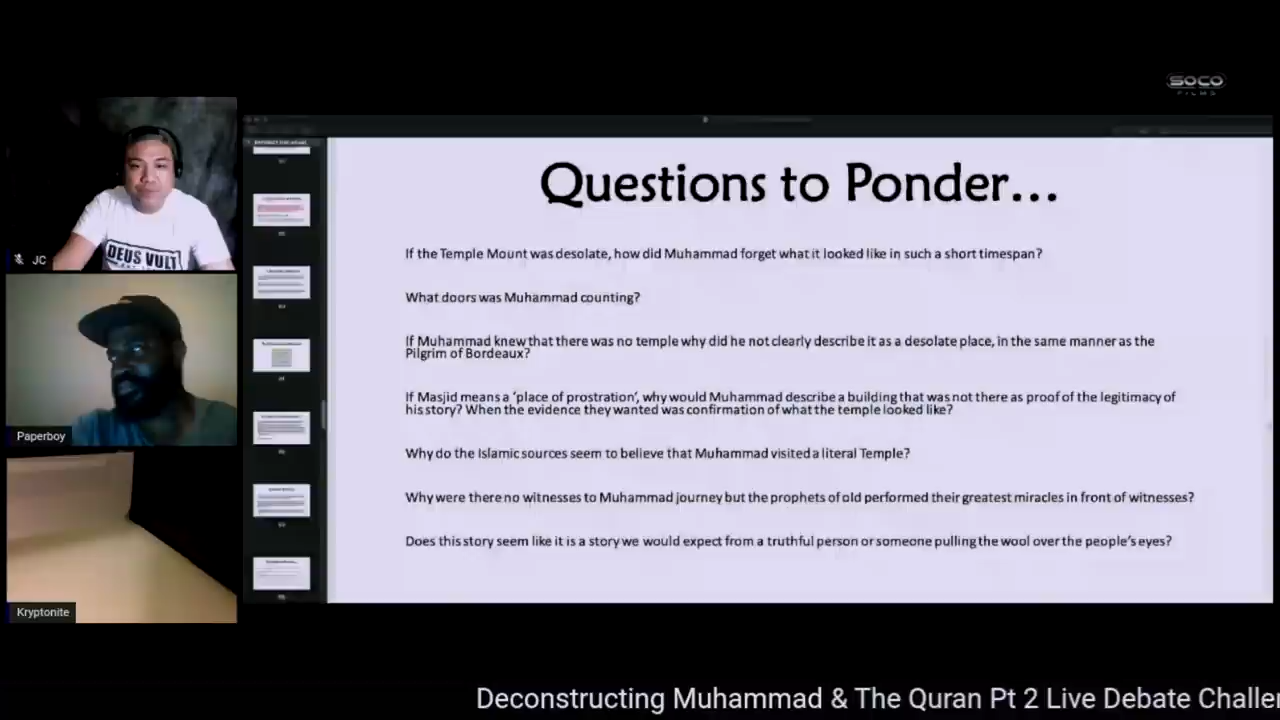 SOCO
FILMS
Questions to Ponder...
If the Temple Mount was desolate, how did Muhammad forget what it looked like in such a short timespan?
What doors was Muhammad counting?
If Muhammad knew that there was no temple why did he not clearly describe it as a desolate place, in the same manner as the
Pilgrim of Bordeaux?
If Masjid means a 'place of prostration', why would Muhammad describe a building that was not there as proof of the legitimacy of
his story? When the evidence they wanted was confirmation of what the temple looked like?
Why do the Islamic sources seem to believe that Muhammad visited a literal Temple?
Why were there no witnesses to Muhammad journey but the prophets of old performed their greatest miracles in front of witnesses?
Does this story seem like it is a story we would expect from a truthful person or someone pulling the wool over the people's eyes?
DEUS VULT
JC
Paperboy
Kryptonite
Deconstructing Muhammad & The Quran Pt 2 Live Debate Challe